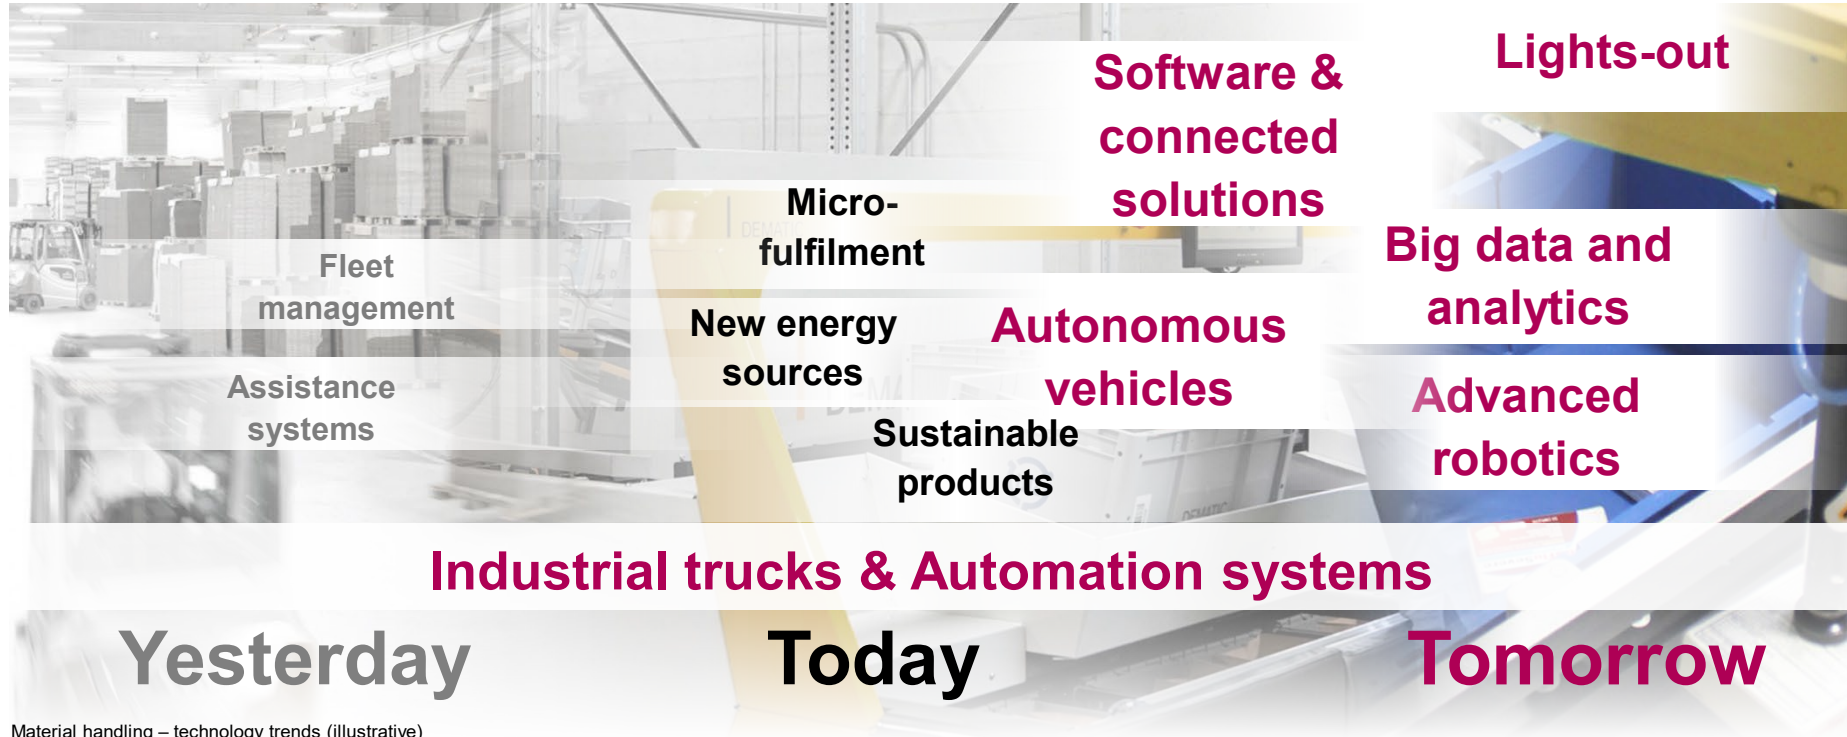 Lights-out
Software &
connected
solutions
Micro-
fulfilment
Big data and
analytics
Fleet
management
New energy
sources
Autonomous
vehicles
Assistance
systems
Advanced
robotics
Sustainable
products
DEMATIC
Industrial trucks & Automation systems
Yesterday
Today
Tomorrow
Material handling – technology trends (illustrative)